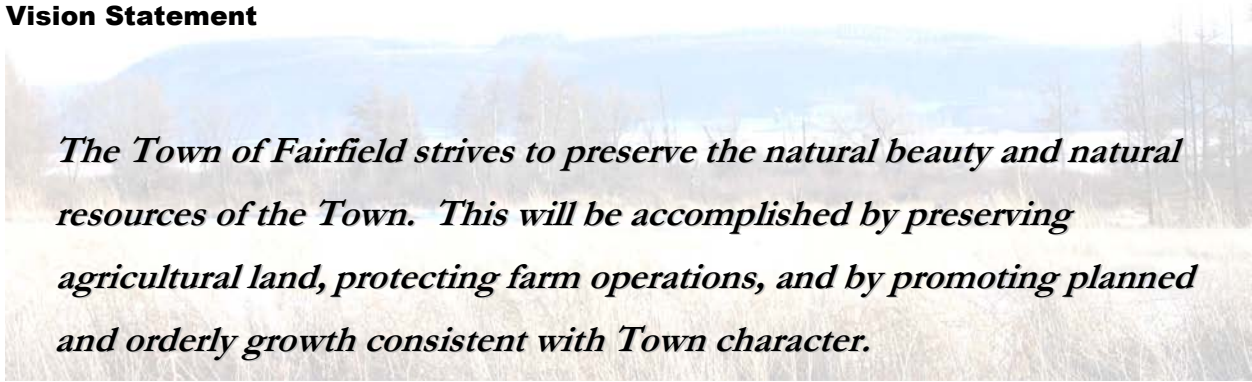 Vision Statement
The Town of Fairfield strives to preserve the natural beauty and natural
resources of the Town.  This will be accomplished by preserving
agricultural land, protecting farm operations, and by promoting planned
and orderly growth consistent with Town character.